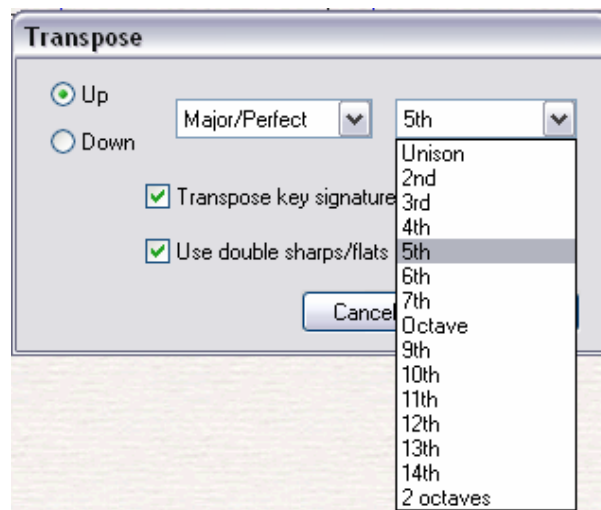 Transpose
Up
Down
Major/Perfect
5th
Transpose key signature
Use double sharps/flats
Cancel
Unison
2nd
3rd
4th
5th
6th
7th
Octave
9th
10th
11th
12th
13th
14th
2 octaves